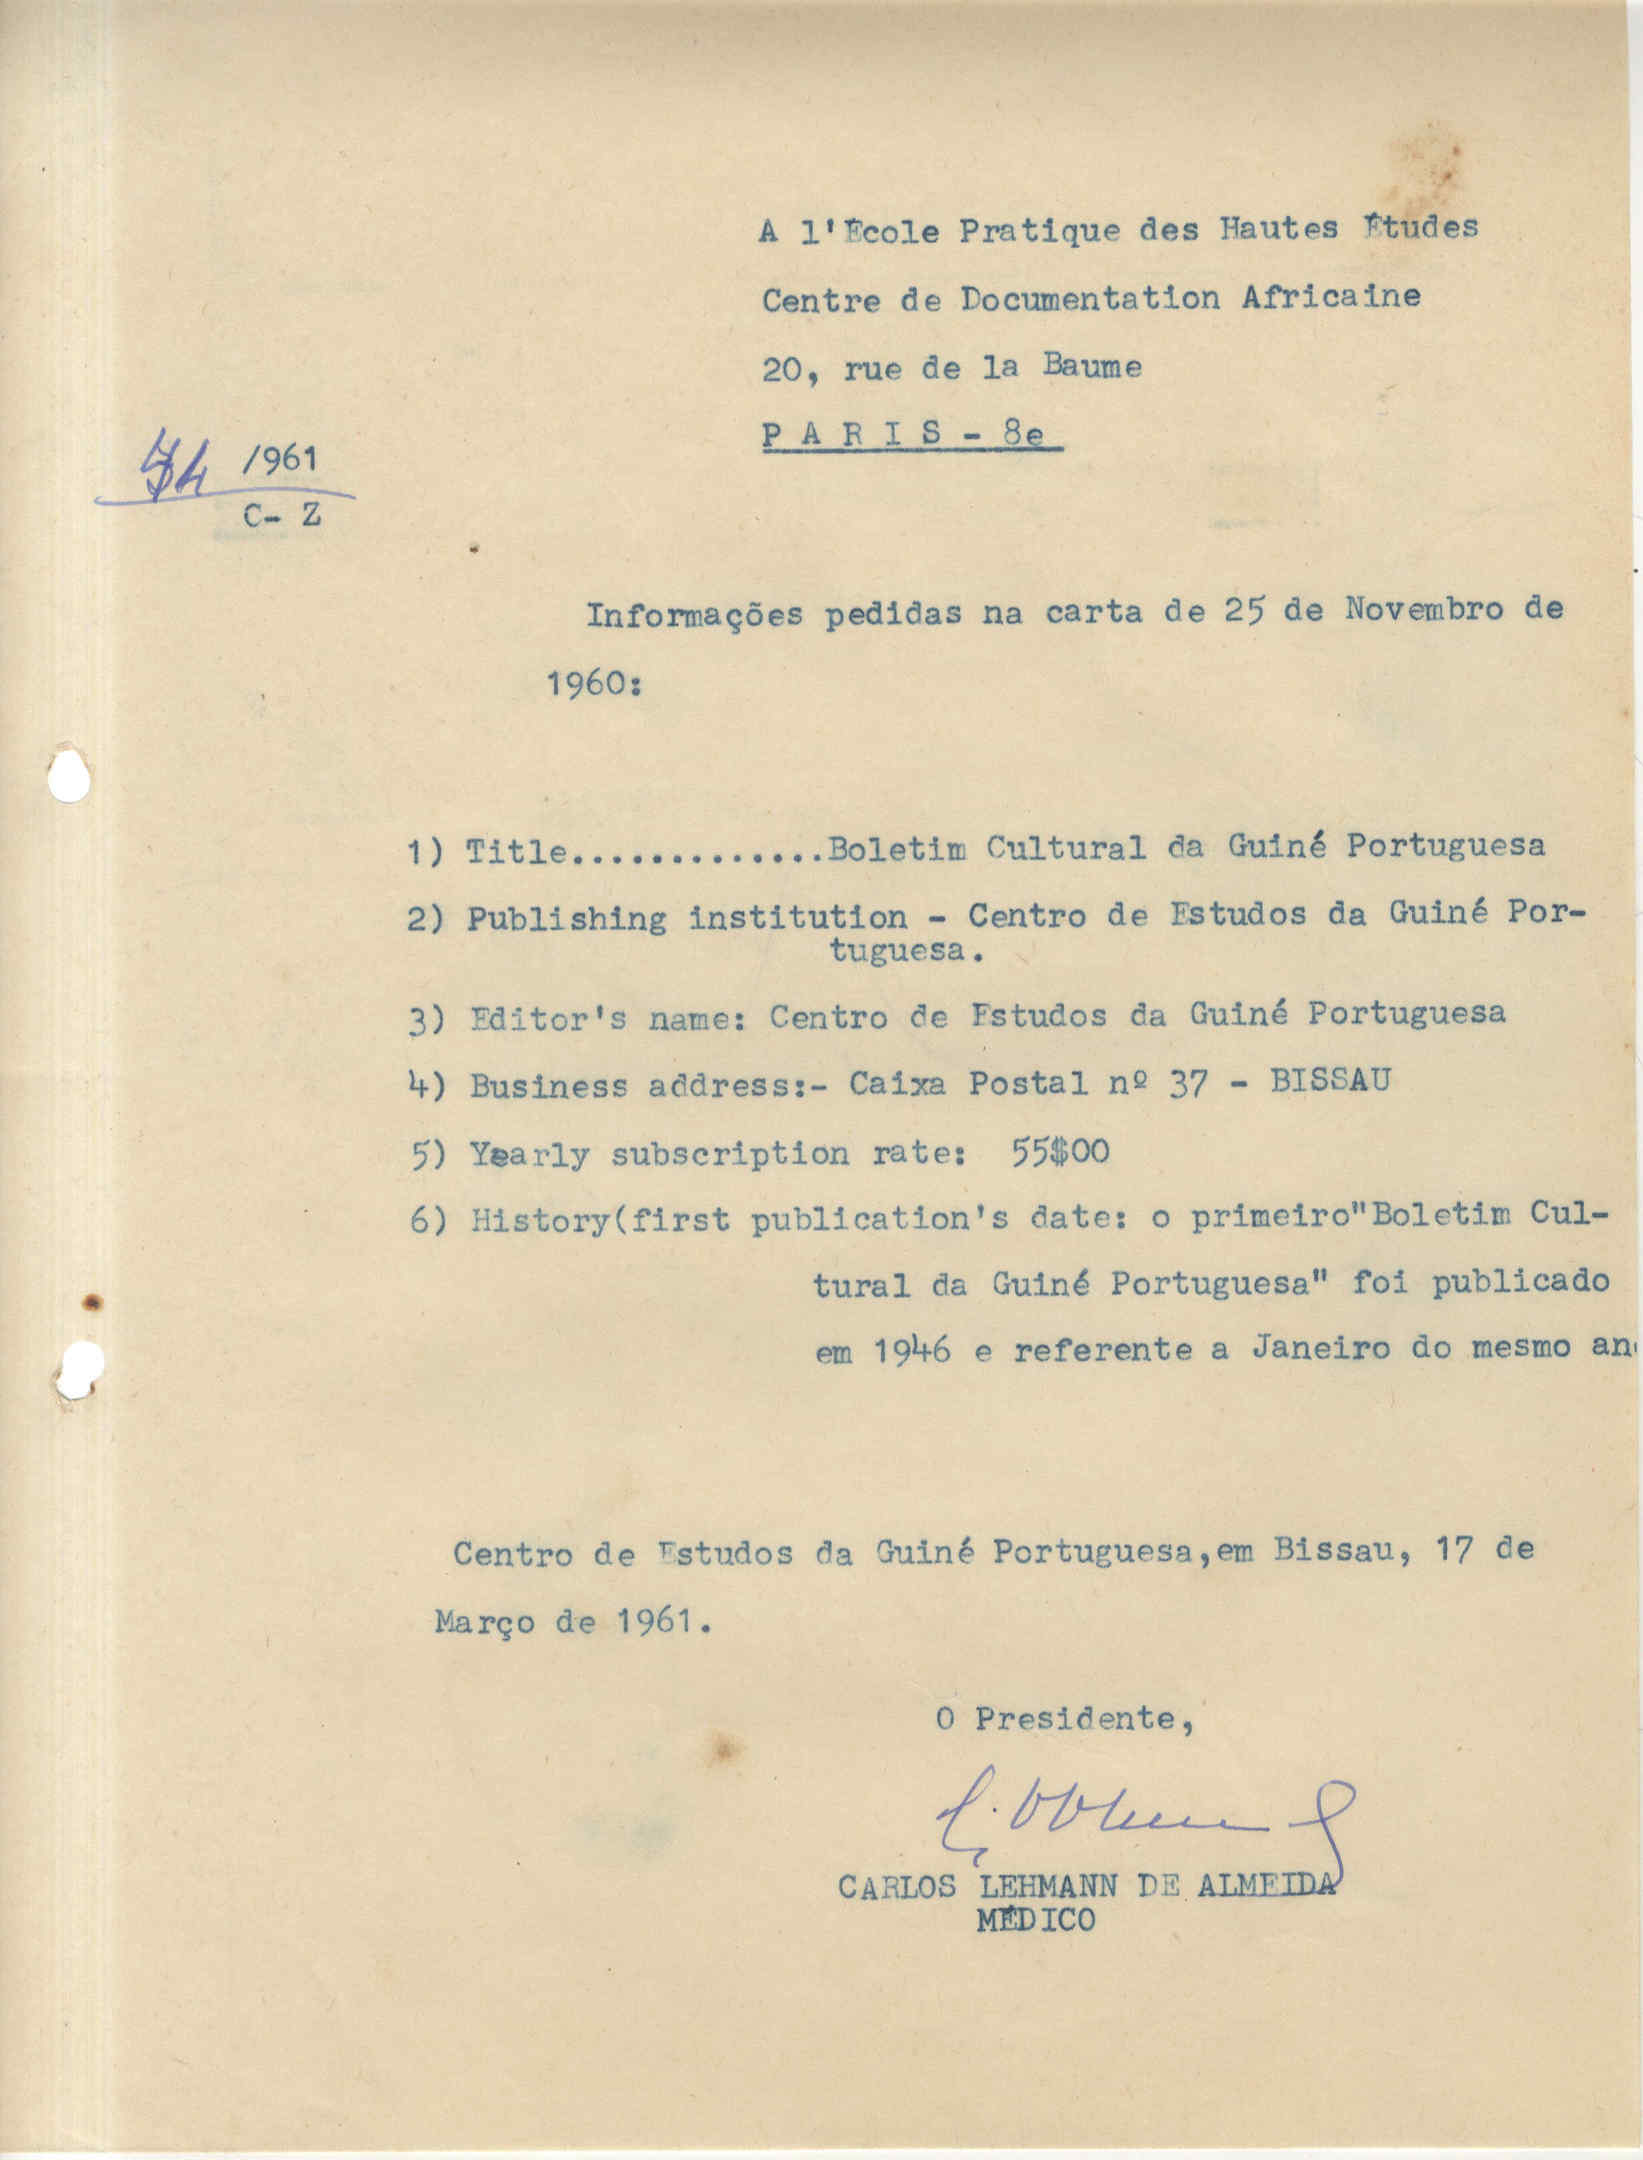 A l'École Pratique des Hautes Études
Centre de Documentation Africaine
20, rue de la Baume
P A R I S - 8e
/961
C- Z
Informações pedidas na carta de 25 de Novembro de
1960:
1) Title.............Boletim Cultural da Guiné Portuguesa
2) Publishing institution - Centro de Estudos da Guiné Por-
tuguesa.
3) Editor's name: Centro de Estudos da Guiné Portuguesa
4) Business address:- Caixa Postal nº 37 - BISSAU
5) Yearly subscription rate: 55$00
6) History(first publication's date: o primeiro"Boletim Cul-
tural da Guiné Portuguesa" foi publicado
em 1946 e referente a Janeiro do mesmo
Centro de Estudos da Guiné Portuguesa,em Bissau, 17 de
Março de 1961.
O Presidente,
CARLOS LEHMANN DE ALMEIDA
MÉDICO